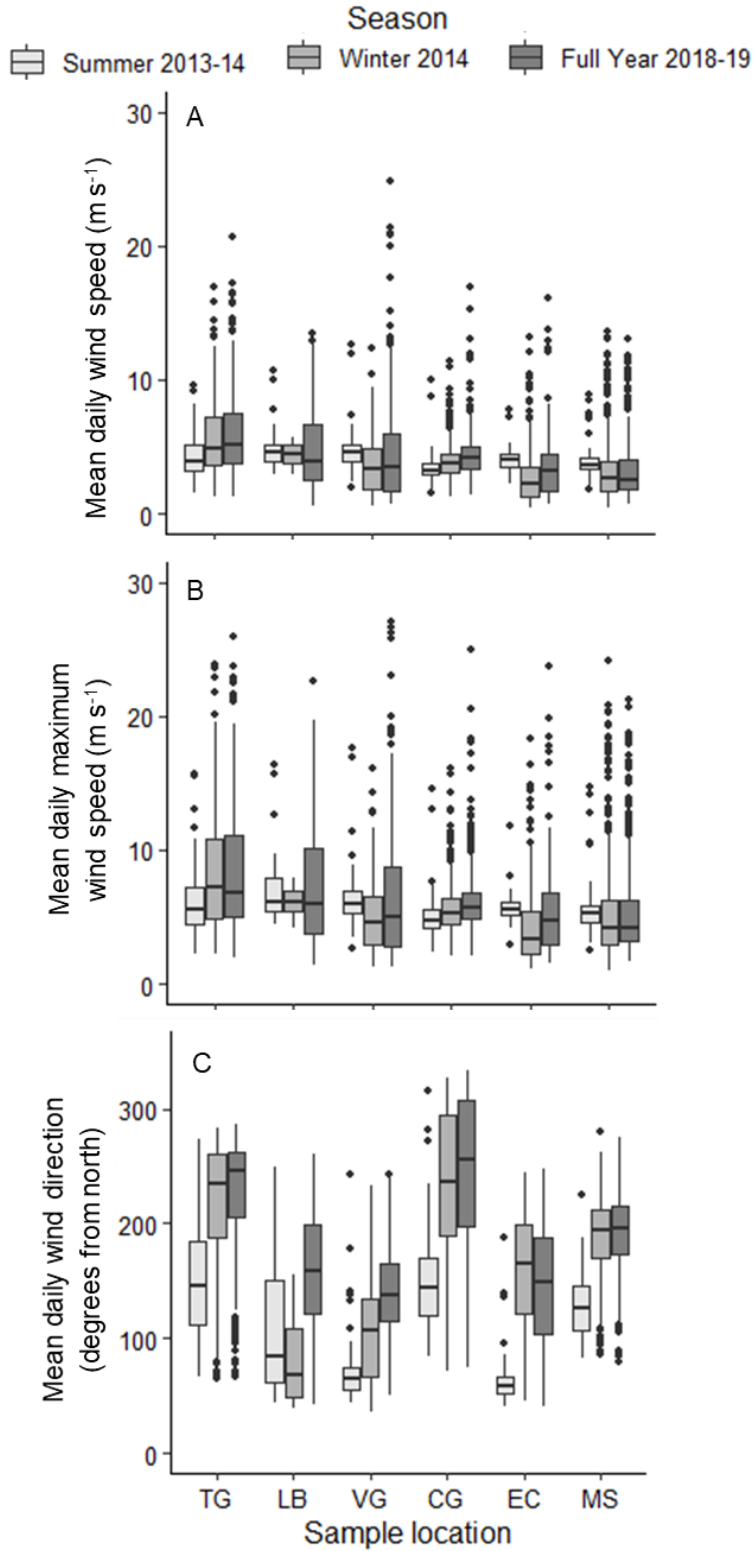 Season
Summer 2013-14 Winter 2014 Full Year 2018-19
A
Mean daily wind speed (m s⁻¹)
30
20
10
0
B
Mean daily maximum
wind speed (m s⁻¹)
30
20
10
0
C
Mean daily wind direction
(degrees from north)
300
200
100
0
TG LB VG CG EC MS
Sample location